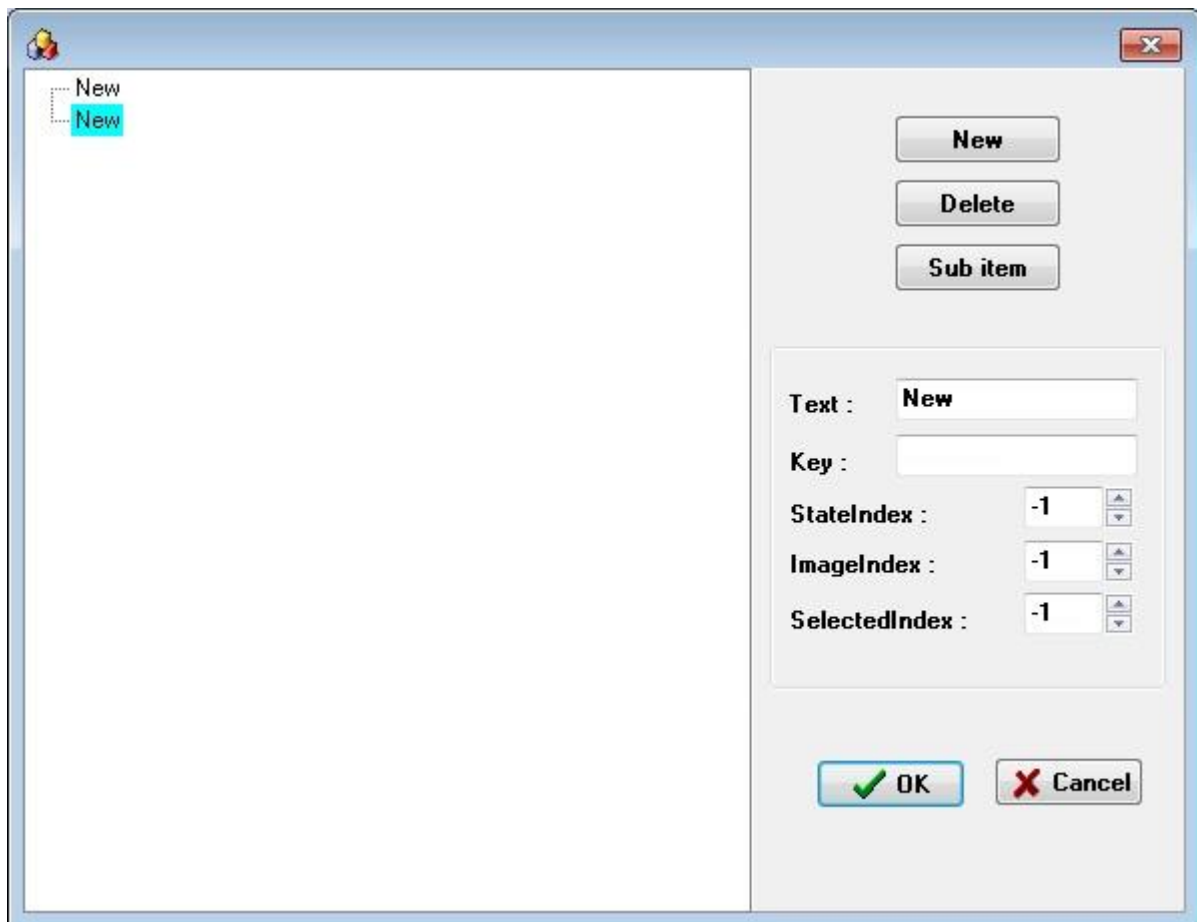 New
New
New
Delete
Sub item
Text :
New
Key :
StateIndex :
-1
ImageIndex :
-1
SelectedIndex :
-1
OK
Cancel